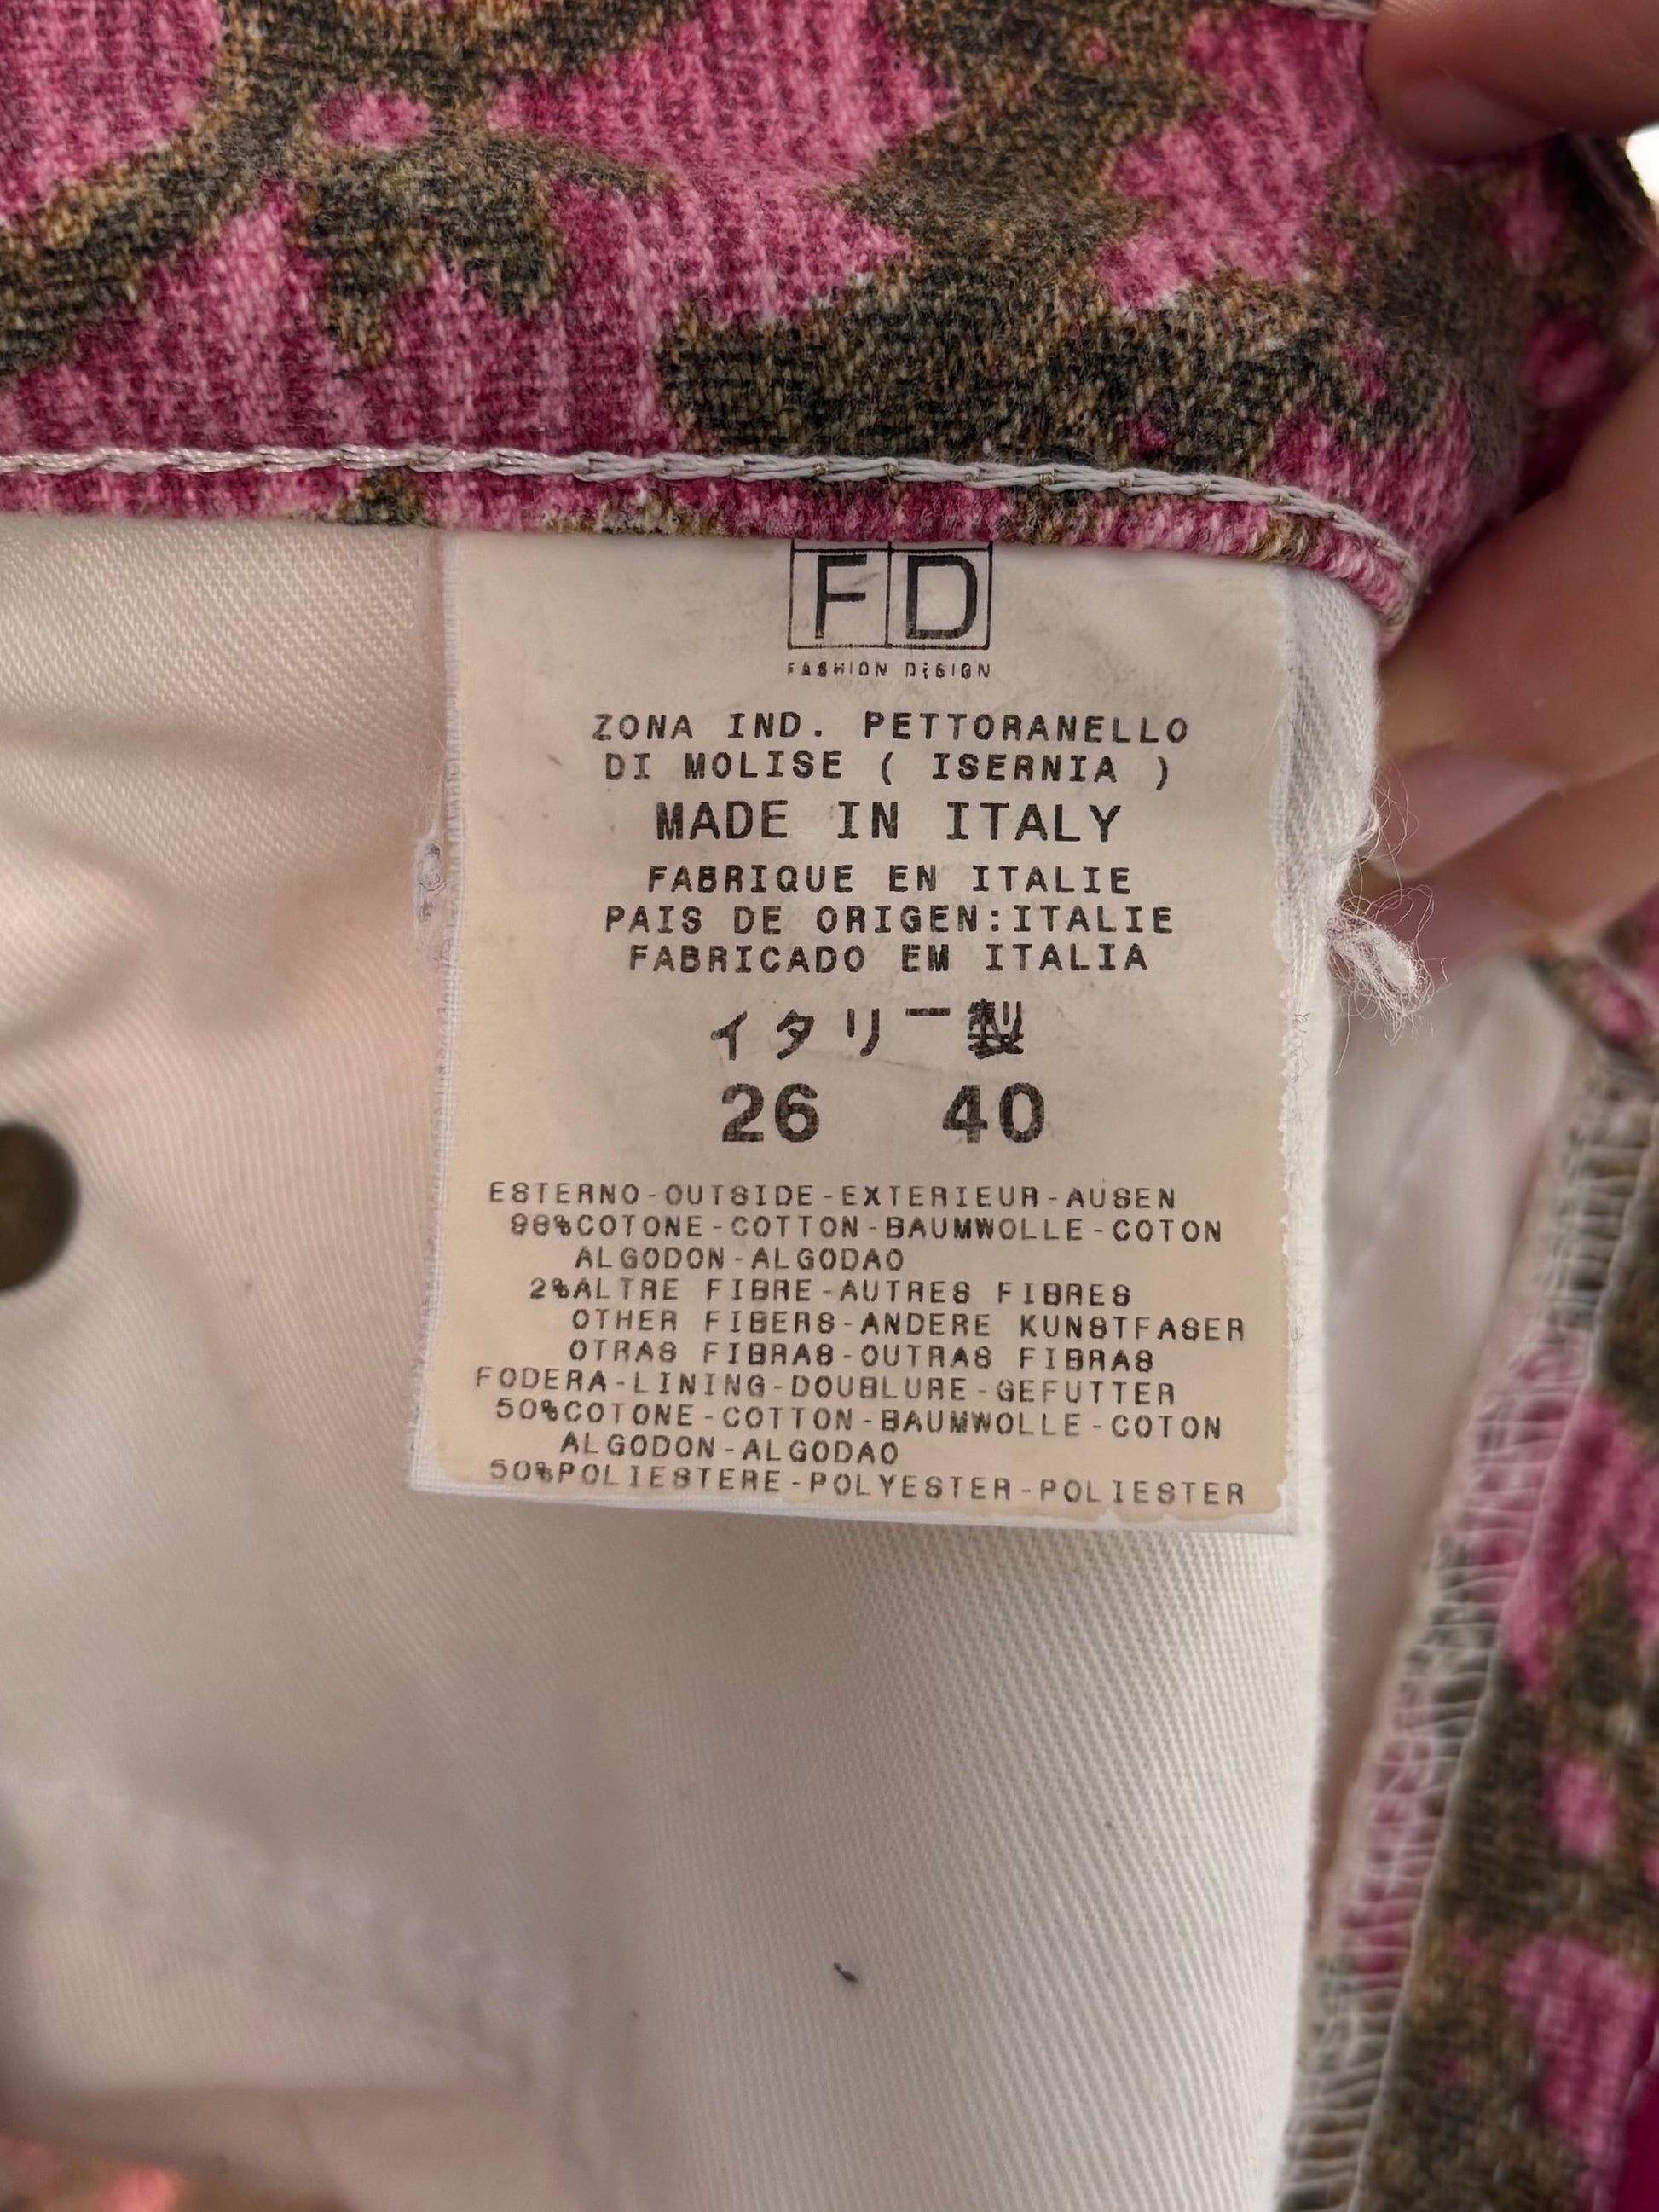 FD
FASHION DESIGN
ZONA IND. PETTORANELLO
DI MOLISE ( ISERNIA )
MADE IN ITALY
FABRIQUE EN ITALIE
PAIS DE ORIGEN:ITALIE
FABRICADO EM ITALIA
イタリー製
26 40
ESTERNO-OUTSIDE-EXTERIEUR-AUSEN
98%COTONE-COTTON-BAUMWOLLE-COTON
ALGODON-ALGODAO
2%ALTRE FIBRE-AUTRES FIBRES
OTHER FIBERS-ANDERE KUNSTFASER
OTRAS FIBRAS-OUTRAS FIBRAS
FODERA-LINING-DOUBLURE-GEFUTTER
50%COTONE-COTTON-BAUMWOLLE-COTON
ALGODON-ALGODAO
50%POLIESTERE-POLYESTER-POLIESTER